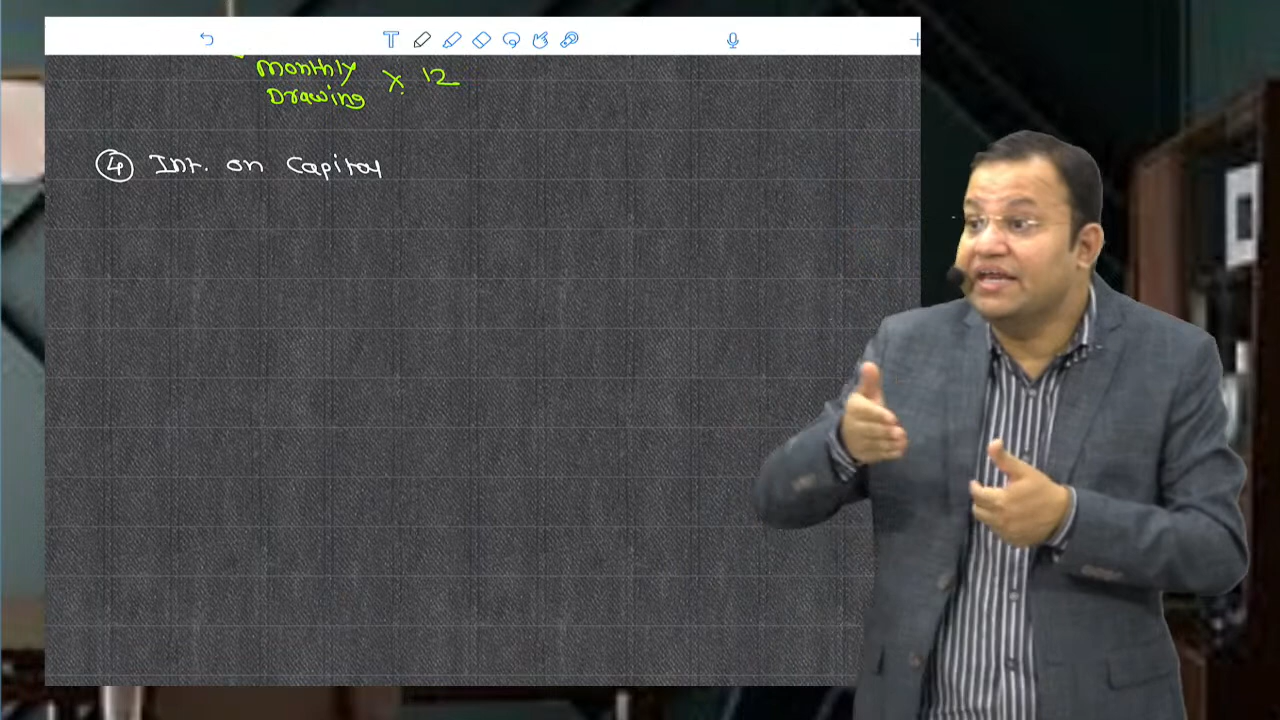 Monthly
Drawing × 12
④ Int. on Capital